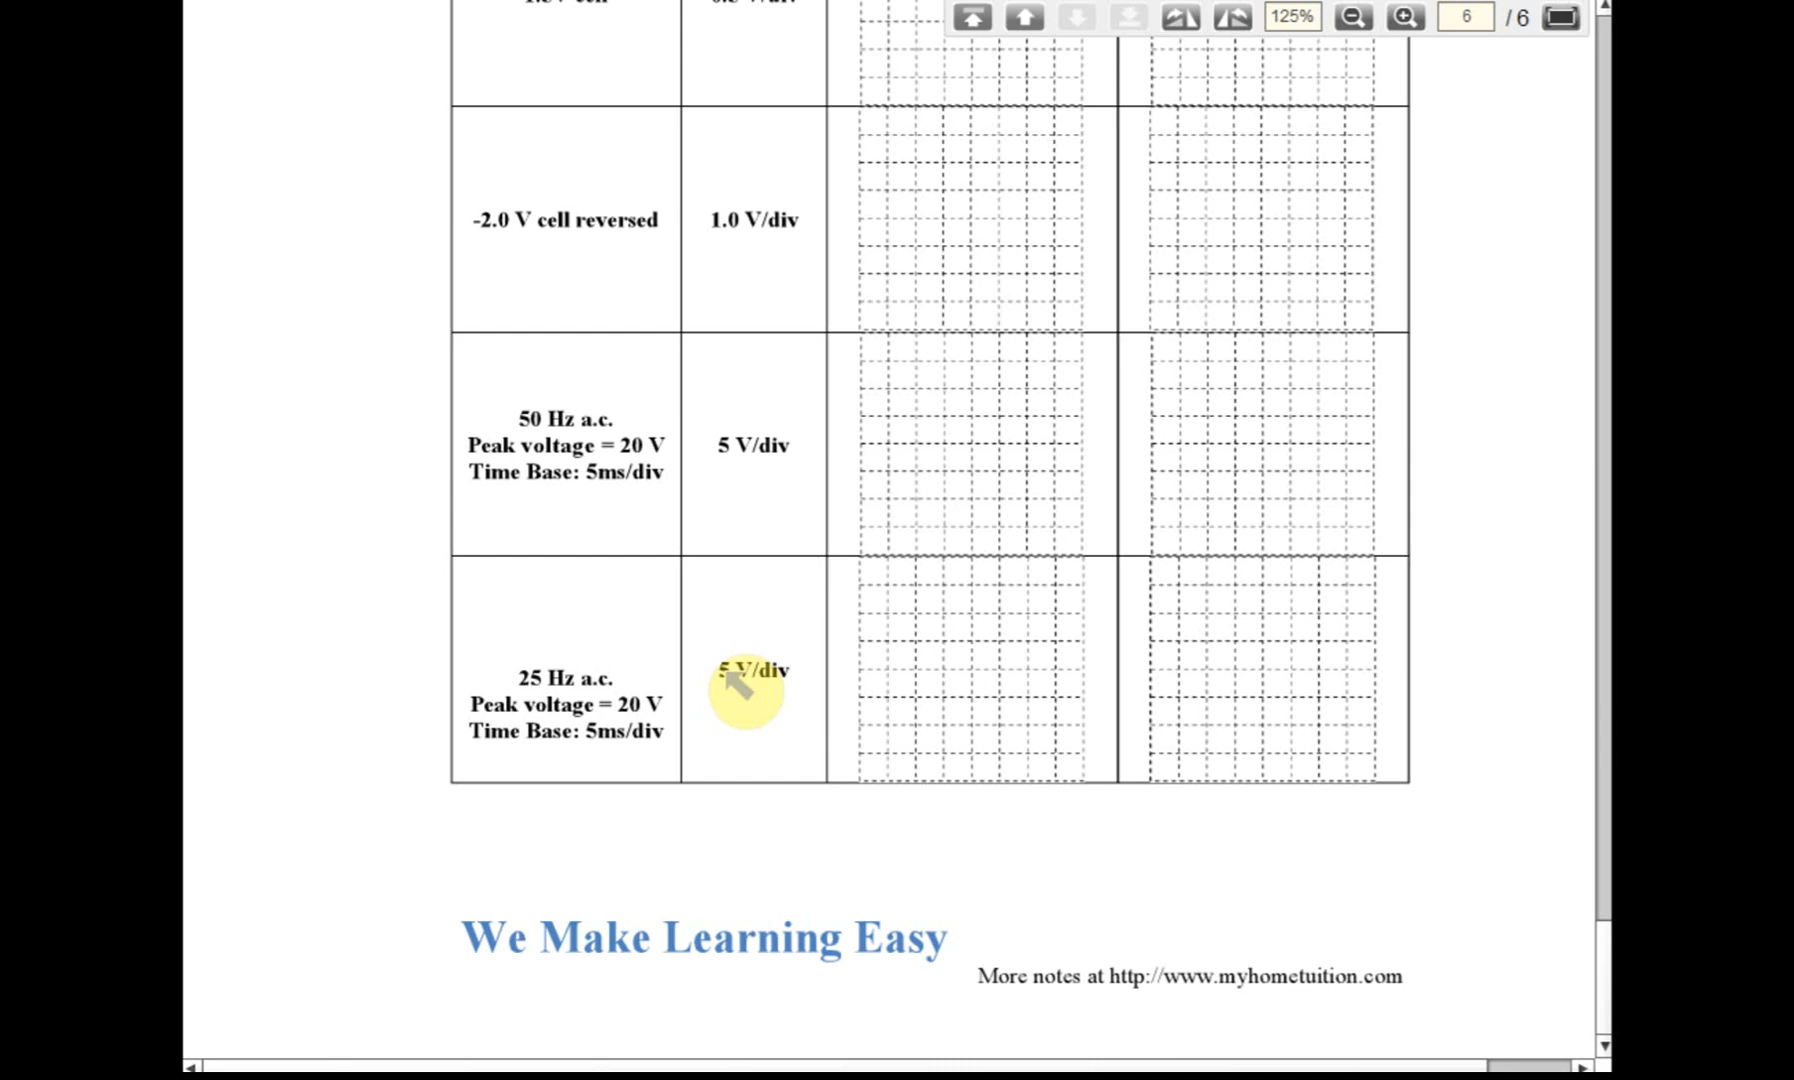 125%
6
/ 6
-2.0 V cell reversed
1.0 V/div
50 Hz a.c.
Peak voltage = 20 V
Time Base: 5ms/div
5 V/div
5 V/div
25 Hz a.c.
Peak voltage = 20 V
Time Base: 5ms/div
We Make Learning Easy
More notes at http://www.myhometuition.com